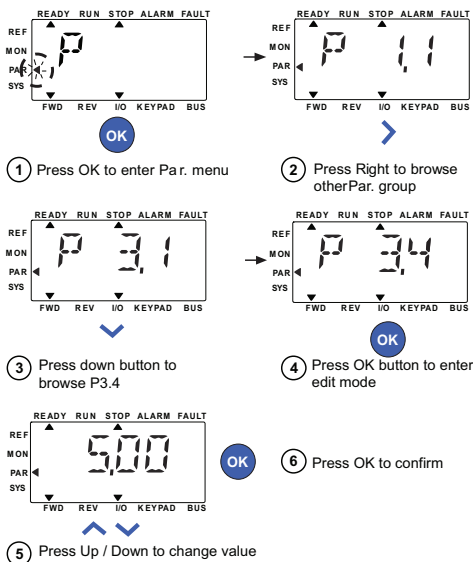 READY RUN STOP ALARM FAULT
REF
MON
PAR
SYS
P
FWD REV I/O KEYPAD BUS
OK
1 Press OK to enter Par. menu
READY RUN STOP ALARM FAULT
REF
MON
PAR
SYS
P 1,1
FWD REV I/O KEYPAD BUS
2 Press Right to browse
otherPar. group
READY RUN STOP ALARM FAULT
REF
MON
PAR
SYS
P 3,1
FWD REV I/O KEYPAD BUS
3 Press down button to
browse P3.4
READY RUN STOP ALARM FAULT
REF
MON
PAR
SYS
P 3,4
FWD REV I/O KEYPAD BUS
OK
4 Press OK button to enter
edit mode
READY RUN STOP ALARM FAULT
REF
MON
PAR
SYS
5,00
FWD REV I/O KEYPAD BUS
5 Press Up / Down to change value
OK
6 Press OK to confirm